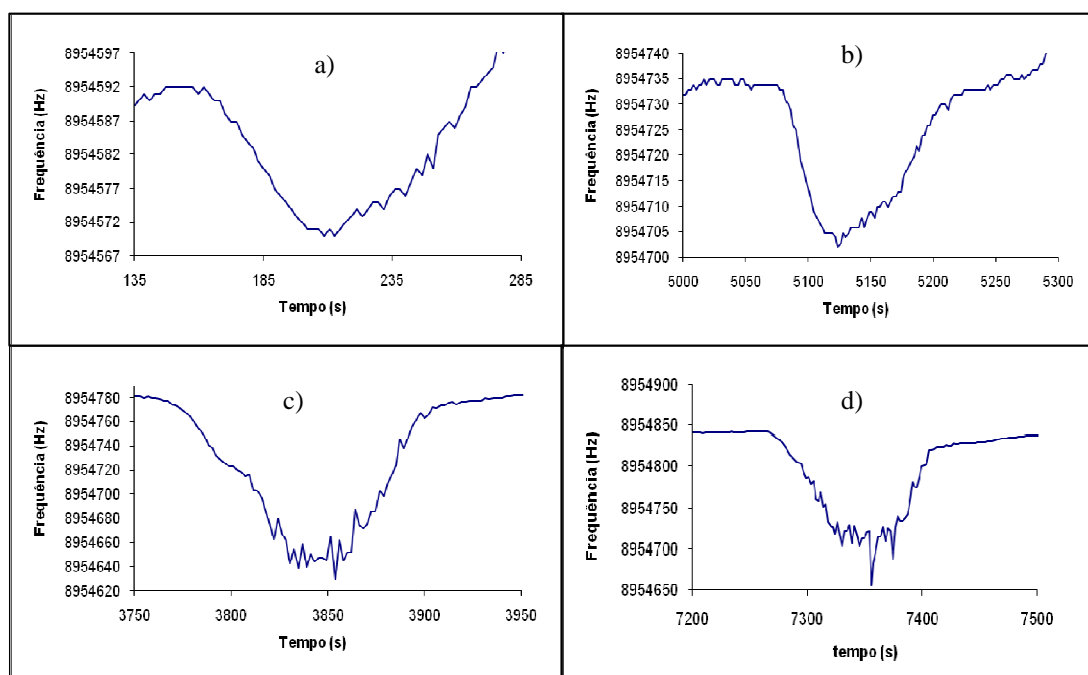 a)
8954597
8954592
8954587
8954582
8954577
8954572
8954567
Frequência (Hz)
135 185 235 285
Tempo (s)
b)
8954740
8954735
8954730
8954725
8954720
8954715
8954710
8954705
8954700
Frequência (Hz)
5000 5050 5100 5150 5200 5250 5300
Tempo (s)
c)
8954780
8954760
8954740
8954720
8954700
8954680
8954660
8954640
8954620
Frequência (Hz)
3750 3800 3850 3900 3950
Tempo (s)
d)
8954900
8954850
8954800
8954750
8954700
8954650
Frequência (Hz)
7200 7300 7400 7500
tempo (s)